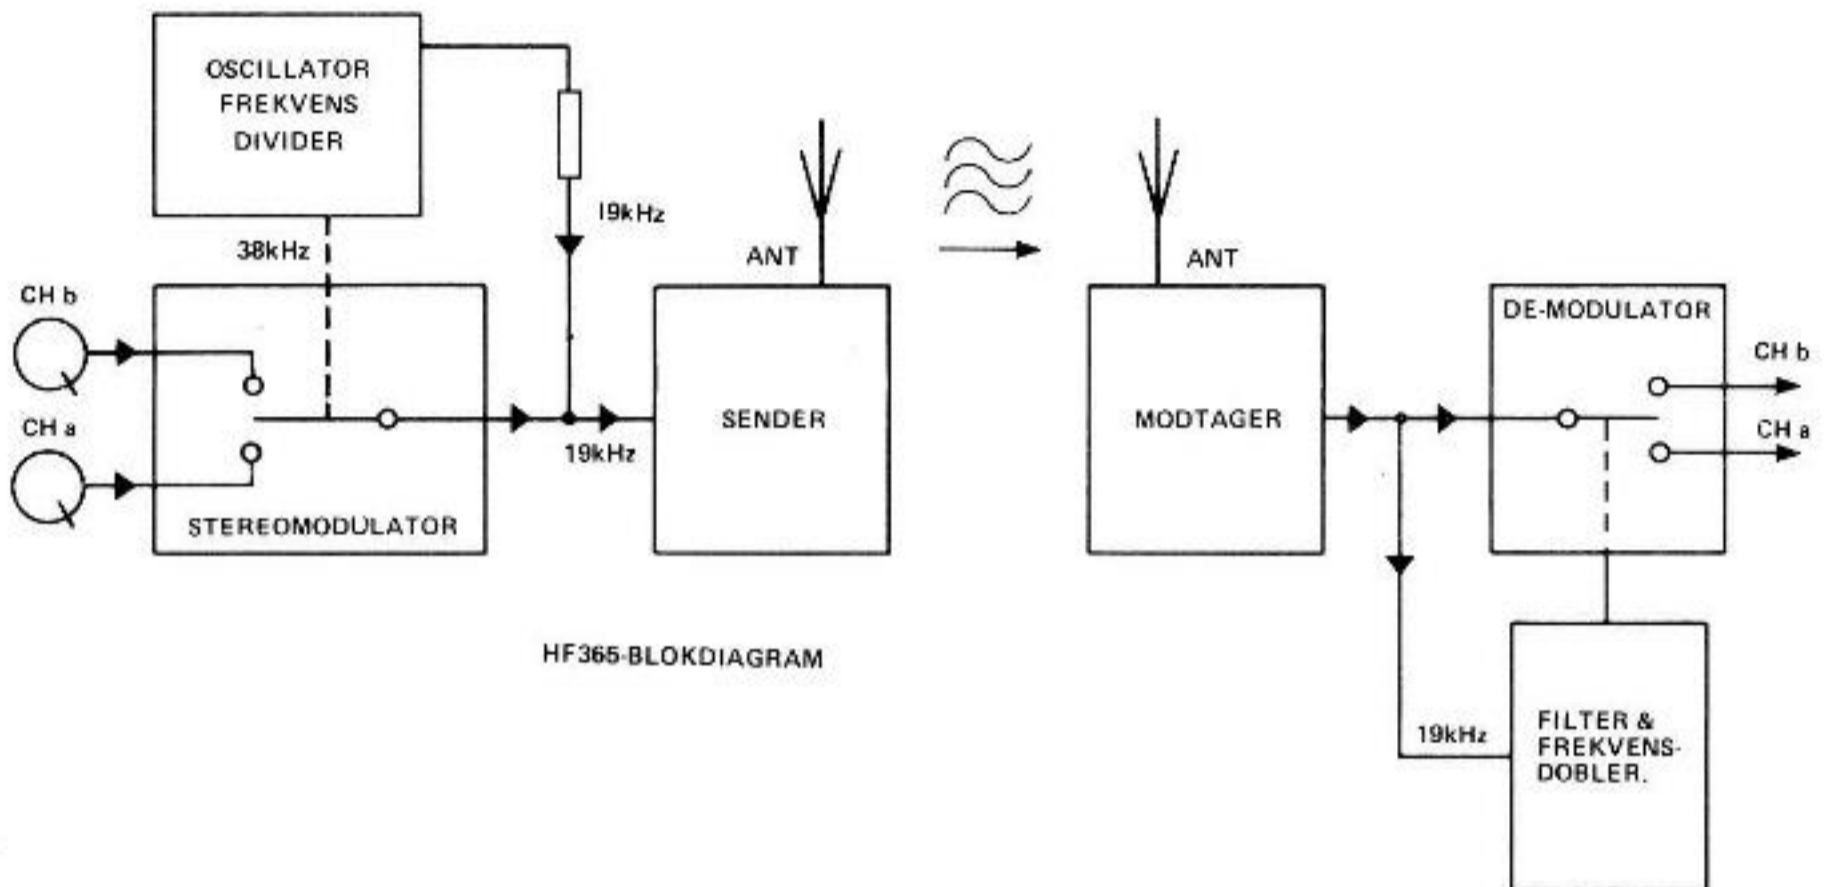 OSCILLATOR
FREKVENS
DIVIDER
19kHz
38kHz
ANT
ANT
CH b
CH a
STEREOMODULATOR
19kHz
SENDER
MODTAGER
DE-MODULATOR
CH b
CH a
HF365-BLOKDIAGRAM
19kHz
FILTER &
FREKVENS-
DOBLER.